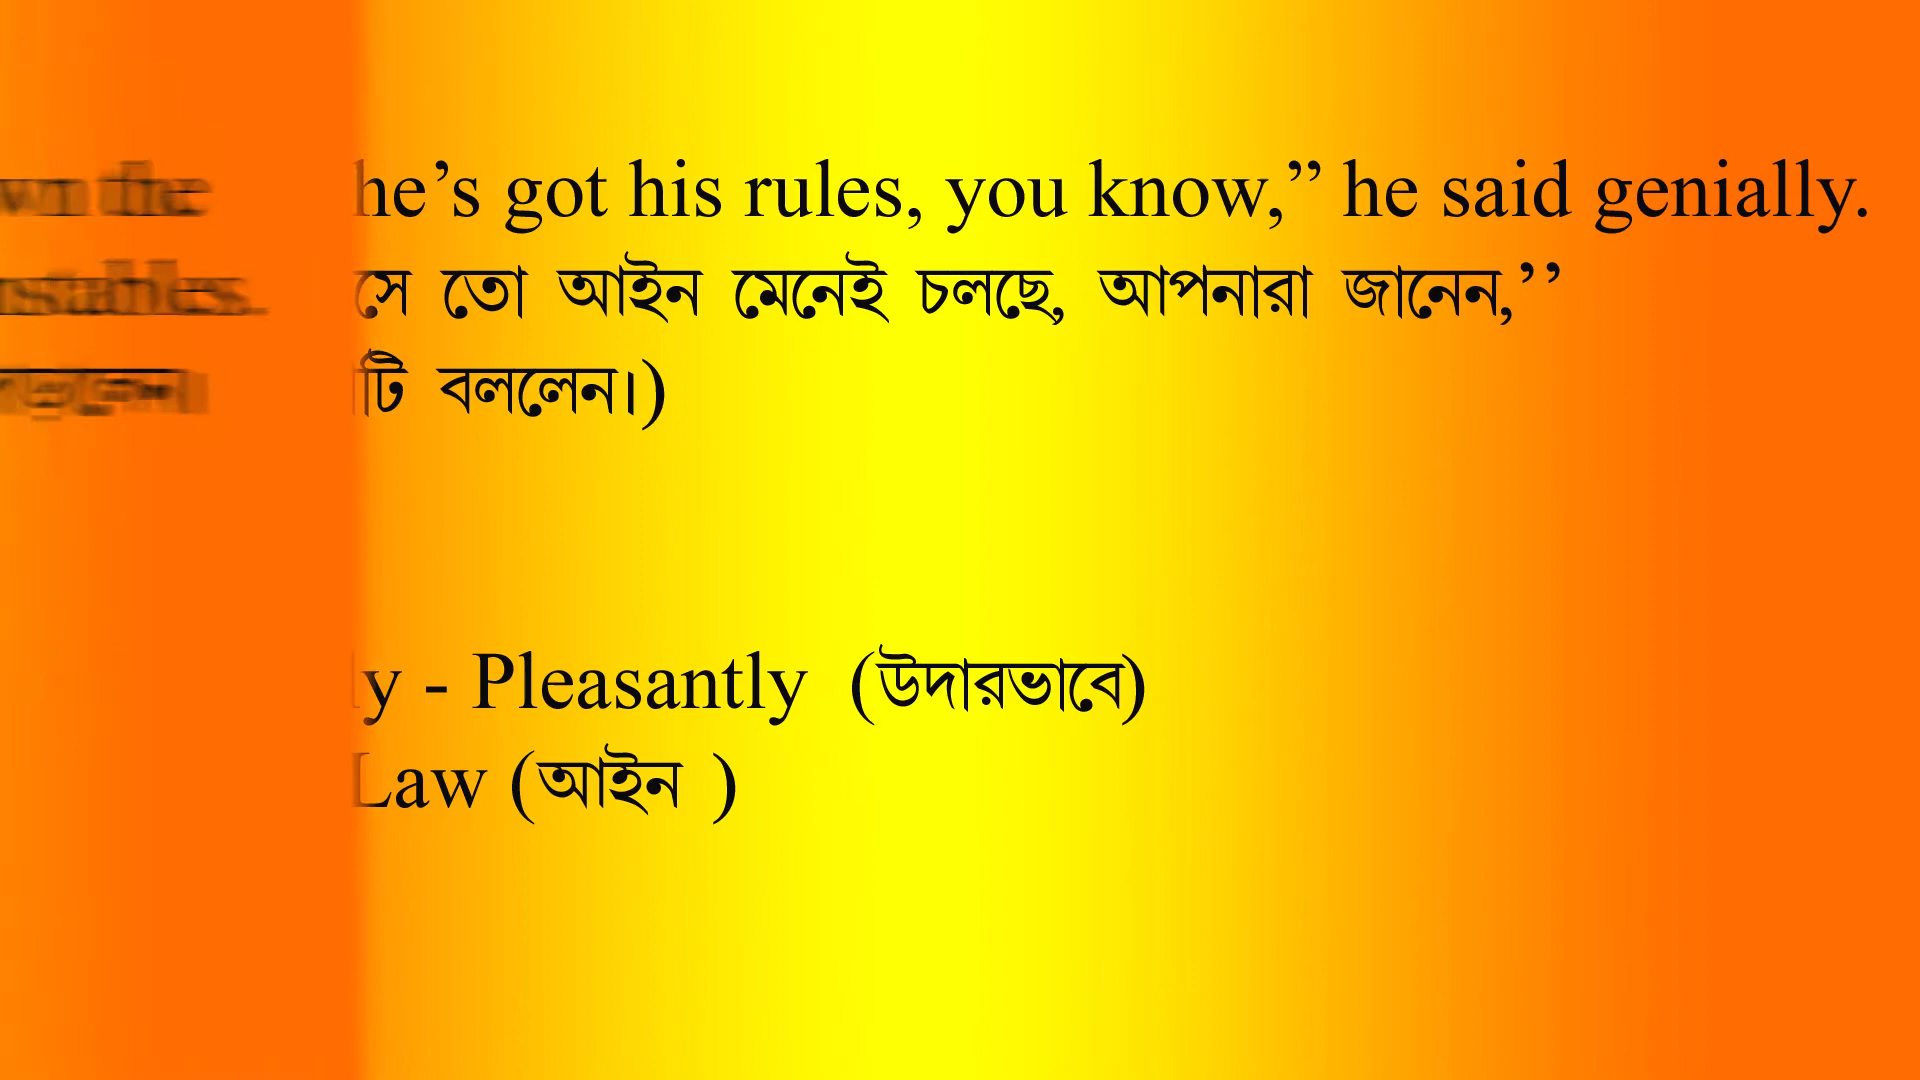 he’s got his rules, you know,” he said genially.
সে তো আইন মেনেই চলছে, আপনারা জানেন,’’
বললেন।)
- Pleasantly (উদারভাবে)
Law (আইন )